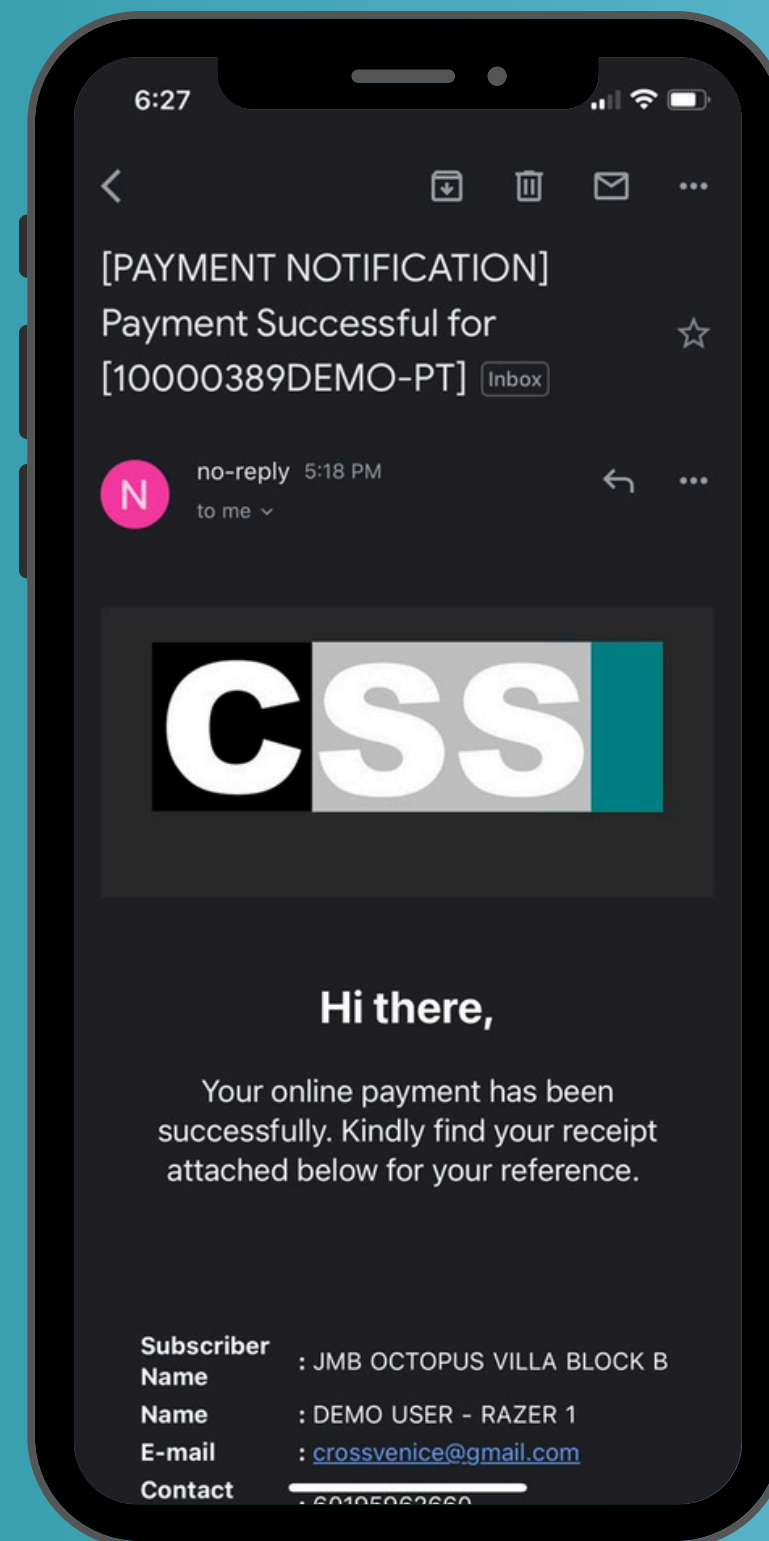 6:27
[PAYMENT NOTIFICATION]
Payment Successful for
[10000389DEMO-PT] Inbox
N
no-reply 5:18 PM
to me
CSS
Hi there,
Your online payment has been
successfully. Kindly find your receipt
attached below for your reference.
Subscriber
Name : JMB OCTOPUS VILLA BLOCK B
Name : DEMO USER - RAZER 1
E-mail : crossvenice@gmail.com
Contact